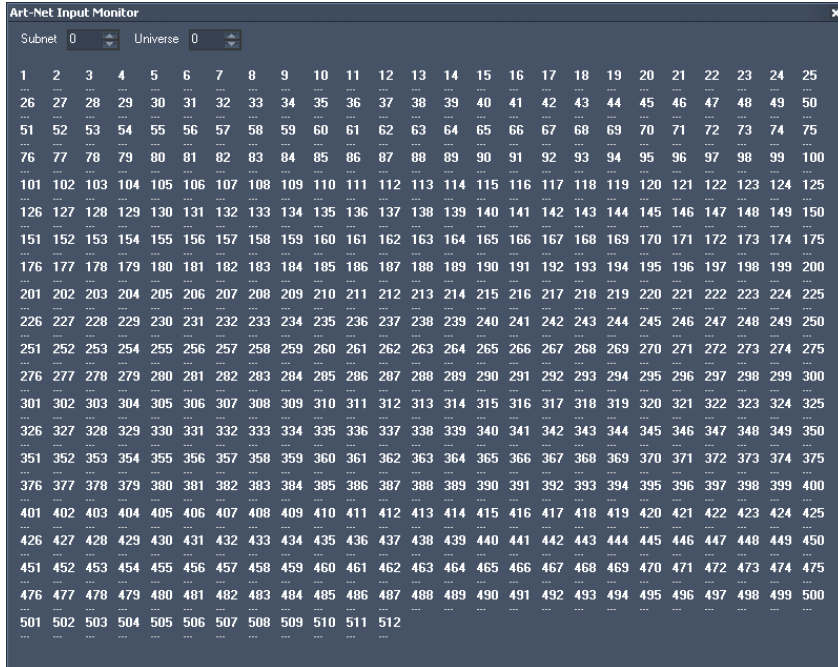 Art-Net Input Monitor x
Subnet 0 Universe 0
1 2 3 4 5 6 7 8 9 10 11 12 13 14 15 16 17 18 19 20 21 22 23 24 25
--- --- --- --- --- --- --- --- --- --- --- --- --- --- --- --- --- --- --- --- --- --- --- --- ---
26 27 28 29 30 31 32 33 34 35 36 37 38 39 40 41 42 43 44 45 46 47 48 49 50
--- --- --- --- --- --- --- --- --- --- --- --- --- --- --- --- --- --- --- --- --- --- --- --- ---
51 52 53 54 55 56 57 58 59 60 61 62 63 64 65 66 67 68 69 70 71 72 73 74 75
--- --- --- --- --- --- --- --- --- --- --- --- --- --- --- --- --- --- --- --- --- --- --- --- ---
76 77 78 79 80 81 82 83 84 85 86 87 88 89 90 91 92 93 94 95 96 97 98 99 100
--- --- --- --- --- --- --- --- --- --- --- --- --- --- --- --- --- --- --- --- --- --- --- --- ---
101 102 103 104 105 106 107 108 109 110 111 112 113 114 115 116 117 118 119 120 121 122 123 124 125
--- --- --- --- --- --- --- --- --- --- --- --- --- --- --- --- --- --- --- --- --- --- --- --- ---
126 127 128 129 130 131 132 133 134 135 136 137 138 139 140 141 142 143 144 145 146 147 148 149 150
--- --- --- --- --- --- --- --- --- --- --- --- --- --- --- --- --- --- --- --- --- --- --- --- ---
151 152 153 154 155 156 157 158 159 160 161 162 163 164 165 166 167 168 169 170 171 172 173 174 175
--- --- --- --- --- --- --- --- --- --- --- --- --- --- --- --- --- --- --- --- --- --- --- --- ---
176 177 178 179 180 181 182 183 184 185 186 187 188 189 190 191 192 193 194 195 196 197 198 199 200
--- --- --- --- --- --- --- --- --- --- --- --- --- --- --- --- --- --- --- --- --- --- --- --- ---
201 202 203 204 205 206 207 208 209 210 211 212 213 214 215 216 217 218 219 220 221 222 223 224 225
--- --- --- --- --- --- --- --- --- --- --- --- --- --- --- --- --- --- --- --- --- --- --- --- ---
226 227 228 229 230 231 232 233 234 235 236 237 238 239 240 241 242 243 244 245 246 247 248 249 250
--- --- --- --- --- --- --- --- --- --- --- --- --- --- --- --- --- --- --- --- --- --- --- --- ---
251 252 253 254 255 256 257 258 259 260 261 262 263 264 265 266 267 268 269 270 271 272 273 274 275
--- --- --- --- --- --- --- --- --- --- --- --- --- --- --- --- --- --- --- --- --- --- --- --- ---
276 277 278 279 280 281 282 283 284 285 286 287 288 289 290 291 292 293 294 295 296 297 298 299 300
--- --- --- --- --- --- --- --- --- --- --- --- --- --- --- --- --- --- --- --- --- --- --- --- ---
301 302 303 304 305 306 307 308 309 310 311 312 313 314 315 316 317 318 319 320 321 322 323 324 325
--- --- --- --- --- --- --- --- --- --- --- --- --- --- --- --- --- --- --- --- --- --- --- --- ---
326 327 328 329 330 331 332 333 334 335 336 337 338 339 340 341 342 343 344 345 346 347 348 349 350
--- --- --- --- --- --- --- --- --- --- --- --- --- --- --- --- --- --- --- --- --- --- --- --- ---
351 352 353 354 355 356 357 358 359 360 361 362 363 364 365 366 367 368 369 370 371 372 373 374 375
--- --- --- --- --- --- --- --- --- --- --- --- --- --- --- --- --- --- --- --- --- --- --- --- ---
376 377 378 379 380 381 382 383 384 385 386 387 388 389 390 391 392 393 394 395 396 397 398 399 400
--- --- --- --- --- --- --- --- --- --- --- --- --- --- --- --- --- --- --- --- --- --- --- --- ---
401 402 403 404 405 406 407 408 409 410 411 412 413 414 415 416 417 418 419 420 421 422 423 424 425
--- --- --- --- --- --- --- --- --- --- --- --- --- --- --- --- --- --- --- --- --- --- --- --- ---
426 427 428 429 430 431 432 433 434 435 436 437 438 439 440 441 442 443 444 445 446 447 448 449 450
--- --- --- --- --- --- --- --- --- --- --- --- --- --- --- --- --- --- --- --- --- --- --- --- ---
451 452 453 454 455 456 457 458 459 460 461 462 463 464 465 466 467 468 469 470 471 472 473 474 475
--- --- --- --- --- --- --- --- --- --- --- --- --- --- --- --- --- --- --- --- --- --- --- --- ---
476 477 478 479 480 481 482 483 484 485 486 487 488 489 490 491 492 493 494 495 496 497 498 499 500
--- --- --- --- --- --- --- --- --- --- --- --- --- --- --- --- --- --- --- --- --- --- --- --- ---
501 502 503 504 505 506 507 508 509 510 511 512
--- --- --- --- --- --- --- --- --- --- --- ---